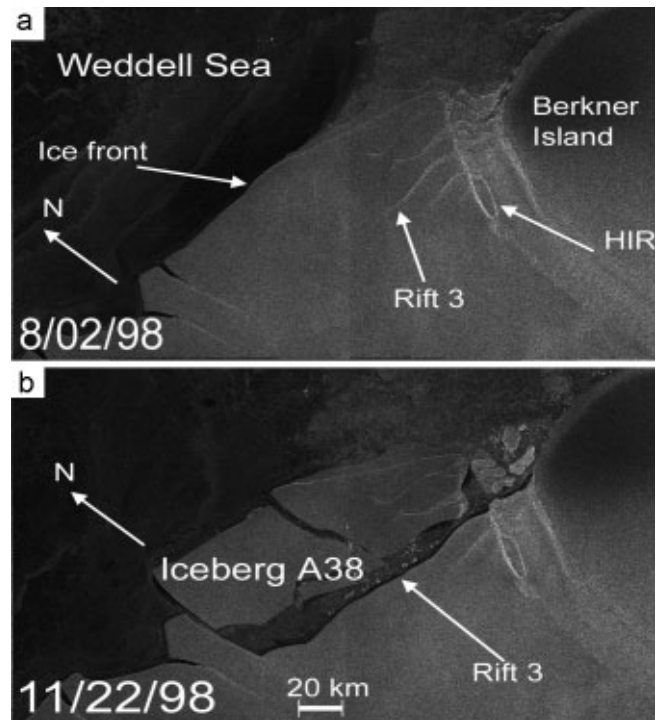 a
Weddell Sea
Berkner
Island
Ice front
N
HIR
Rift 3
8/02/98
b
N
Iceberg A38
Rift 3
11/22/98
20 km